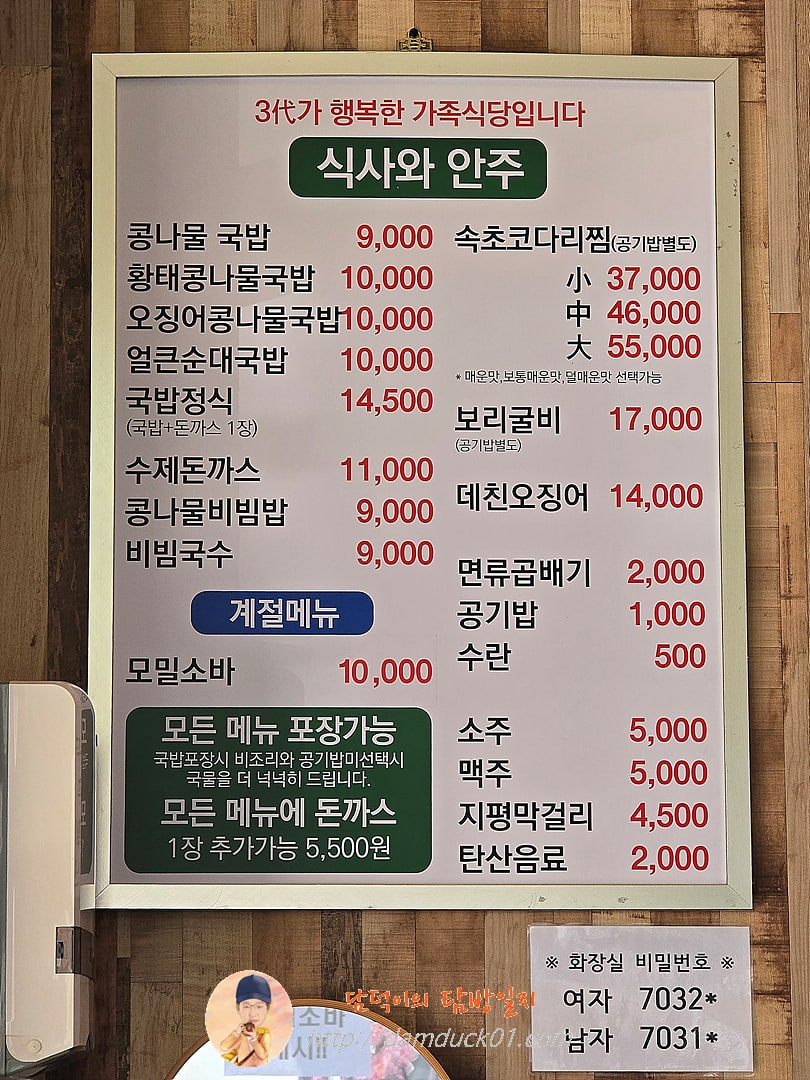 3代가 행복한 가족식당입니다
식사와 안주
콩나물 국밥 9,000
황태콩나물국밥 10,000
오징어콩나물국밥 10,000
얼큰순대국밥 10,000
국밥정식 14,500
(국밥+돈까스 1장)
수제돈까스 11,000
콩나물비빔밥 9,000
비빔국수 9,000
계절메뉴
모밀소바 10,000
모든 메뉴 포장가능
국밥포장시 비조리와 공기밥미선택시
국물을 더 넉넉히 드립니다.
모든 메뉴에 돈까스
1장 추가가능 5,500원
속초코다리찜(공기밥별도)
小 37,000
中 46,000
大 55,000
* 매운맛,보통매운맛,덜매운맛 선택가능
보리굴비 17,000
(공기밥별도)
데친오징어 14,000
면류곱배기 2,000
공기밥 1,000
수란 500
소주 5,000
맥주 5,000
지평막걸리 4,500
탄산음료 2,000
※ 화장실 비밀번호 ※
여자 7032*
남자 7031*
담덕이의 탐방일지
http://damduck01.com
소바